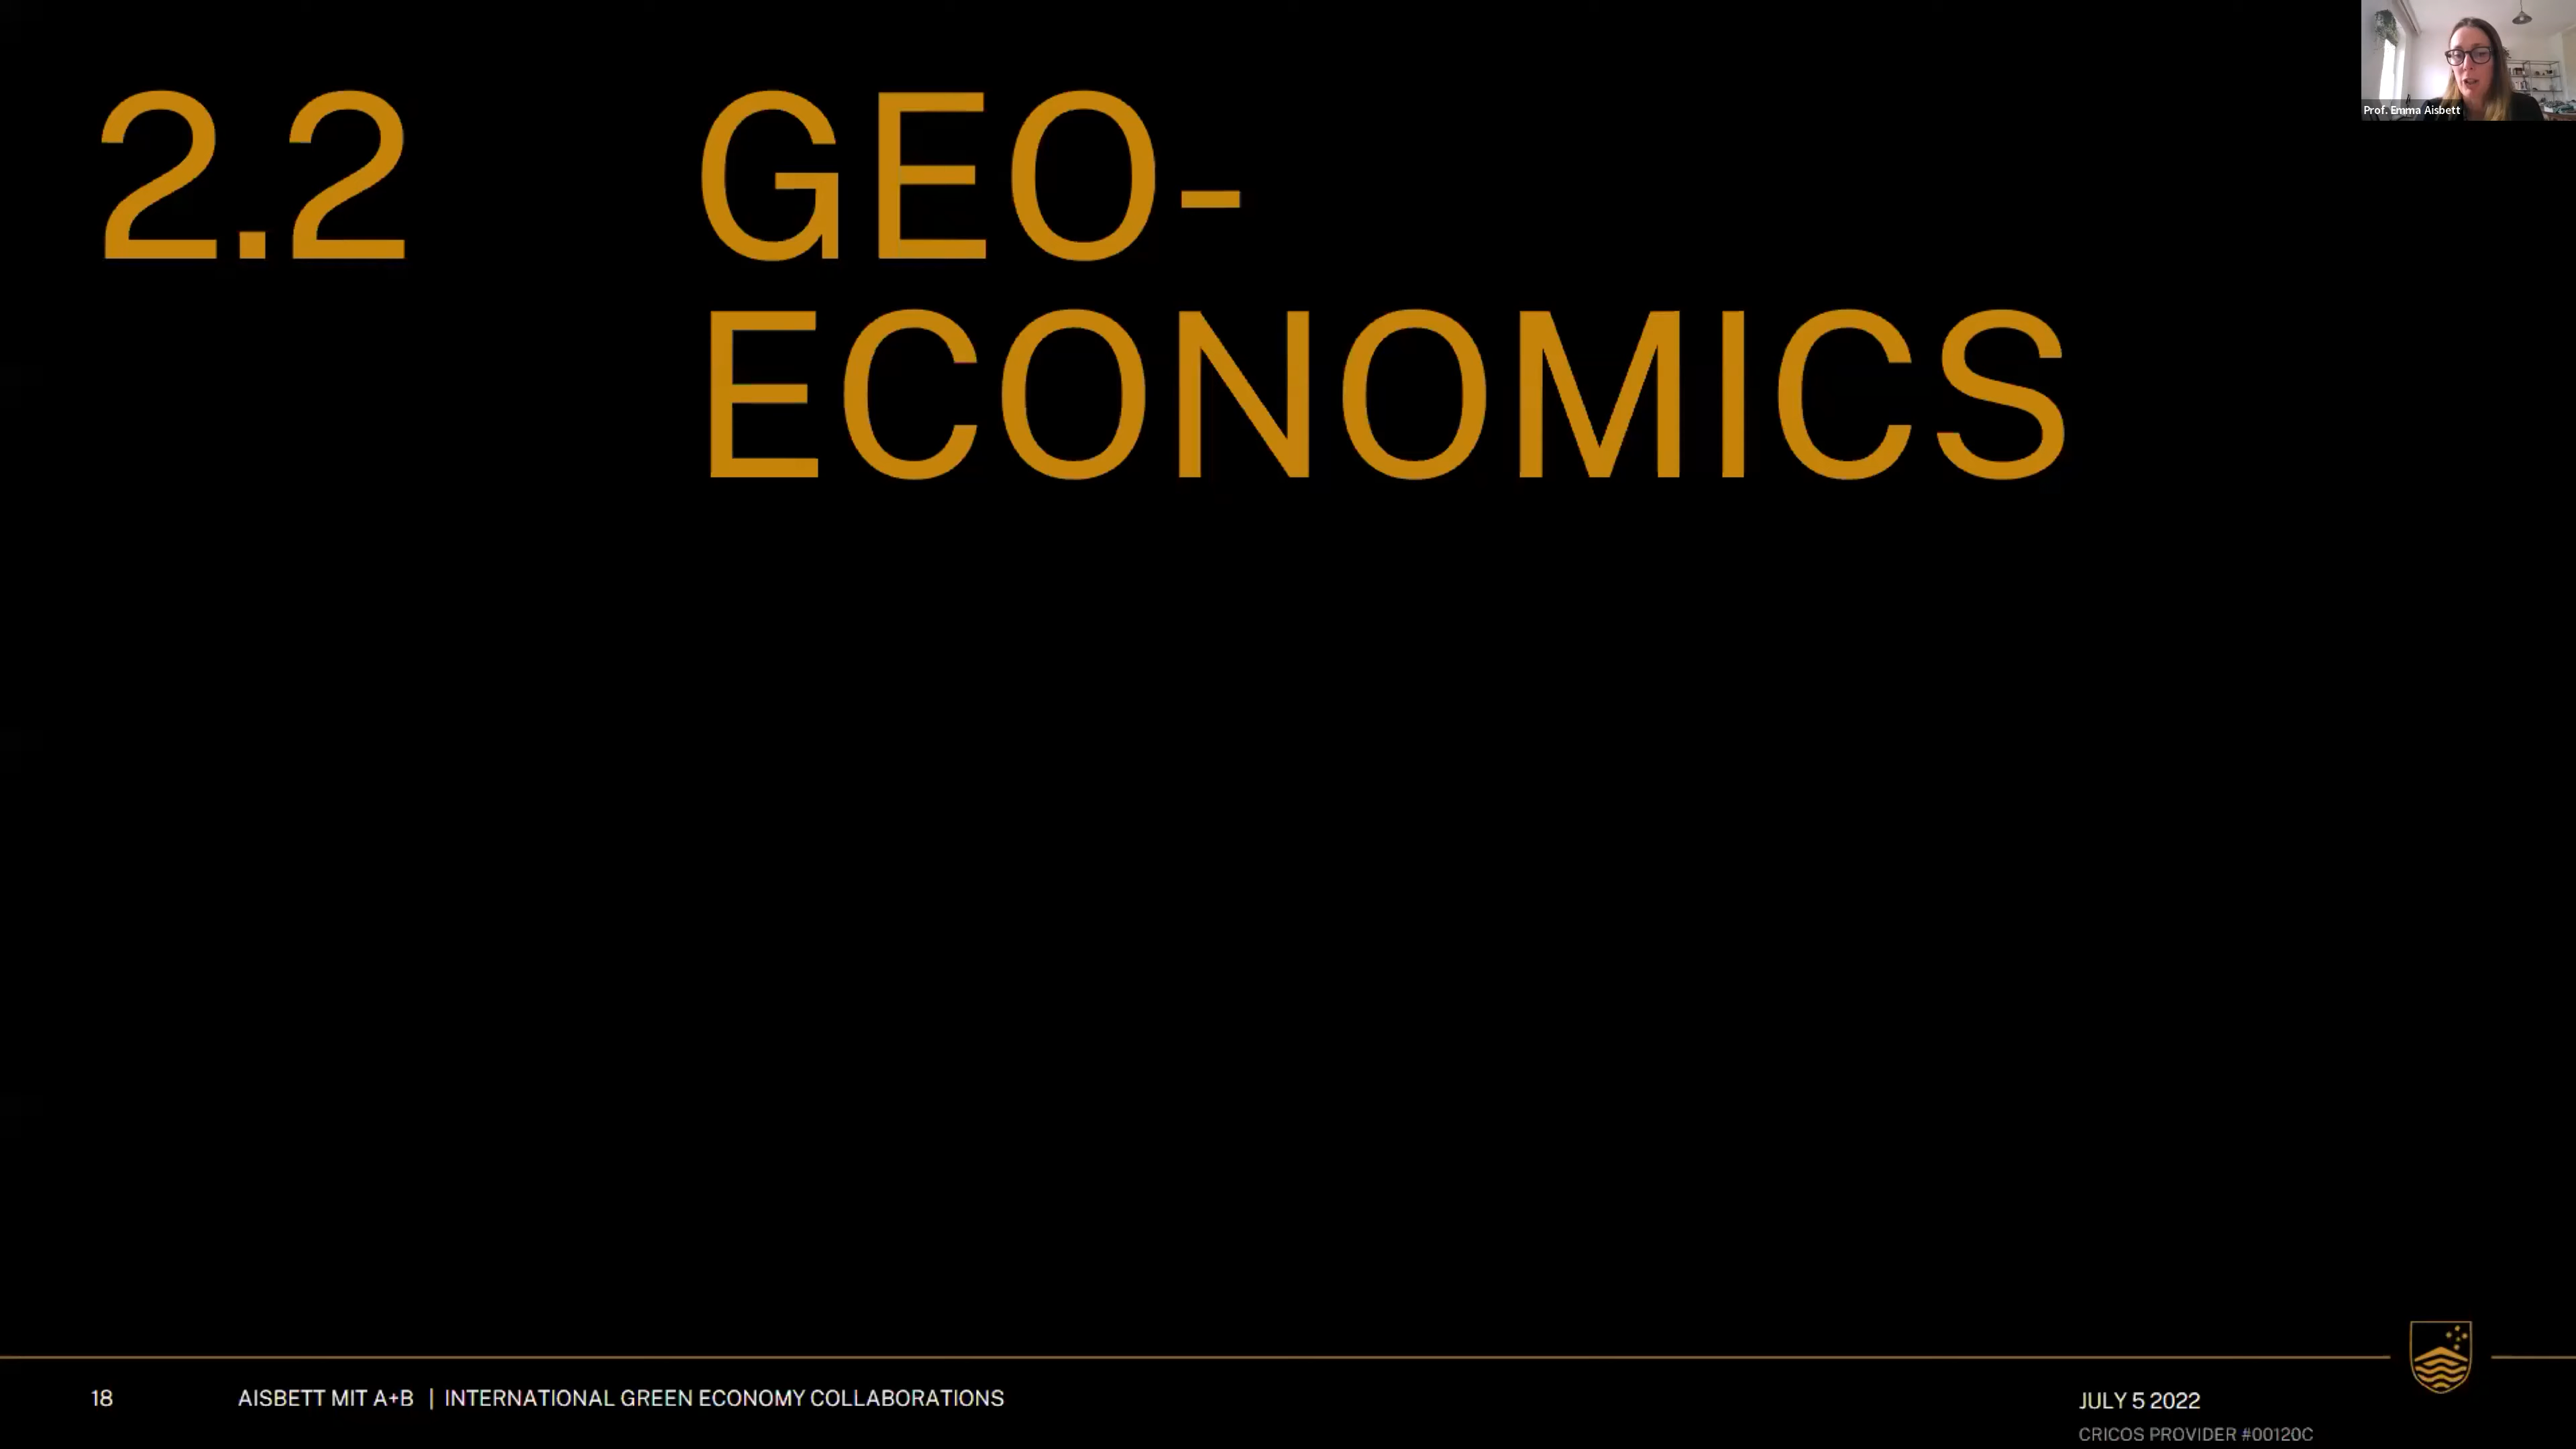 2.2 GEO-
ECONOMICS
Prof. Emma Aisbett
18 AISBETT MIT A+B | INTERNATIONAL GREEN ECONOMY COLLABORATIONS
JULY 5 2022
CRICOS PROVIDER #00120C